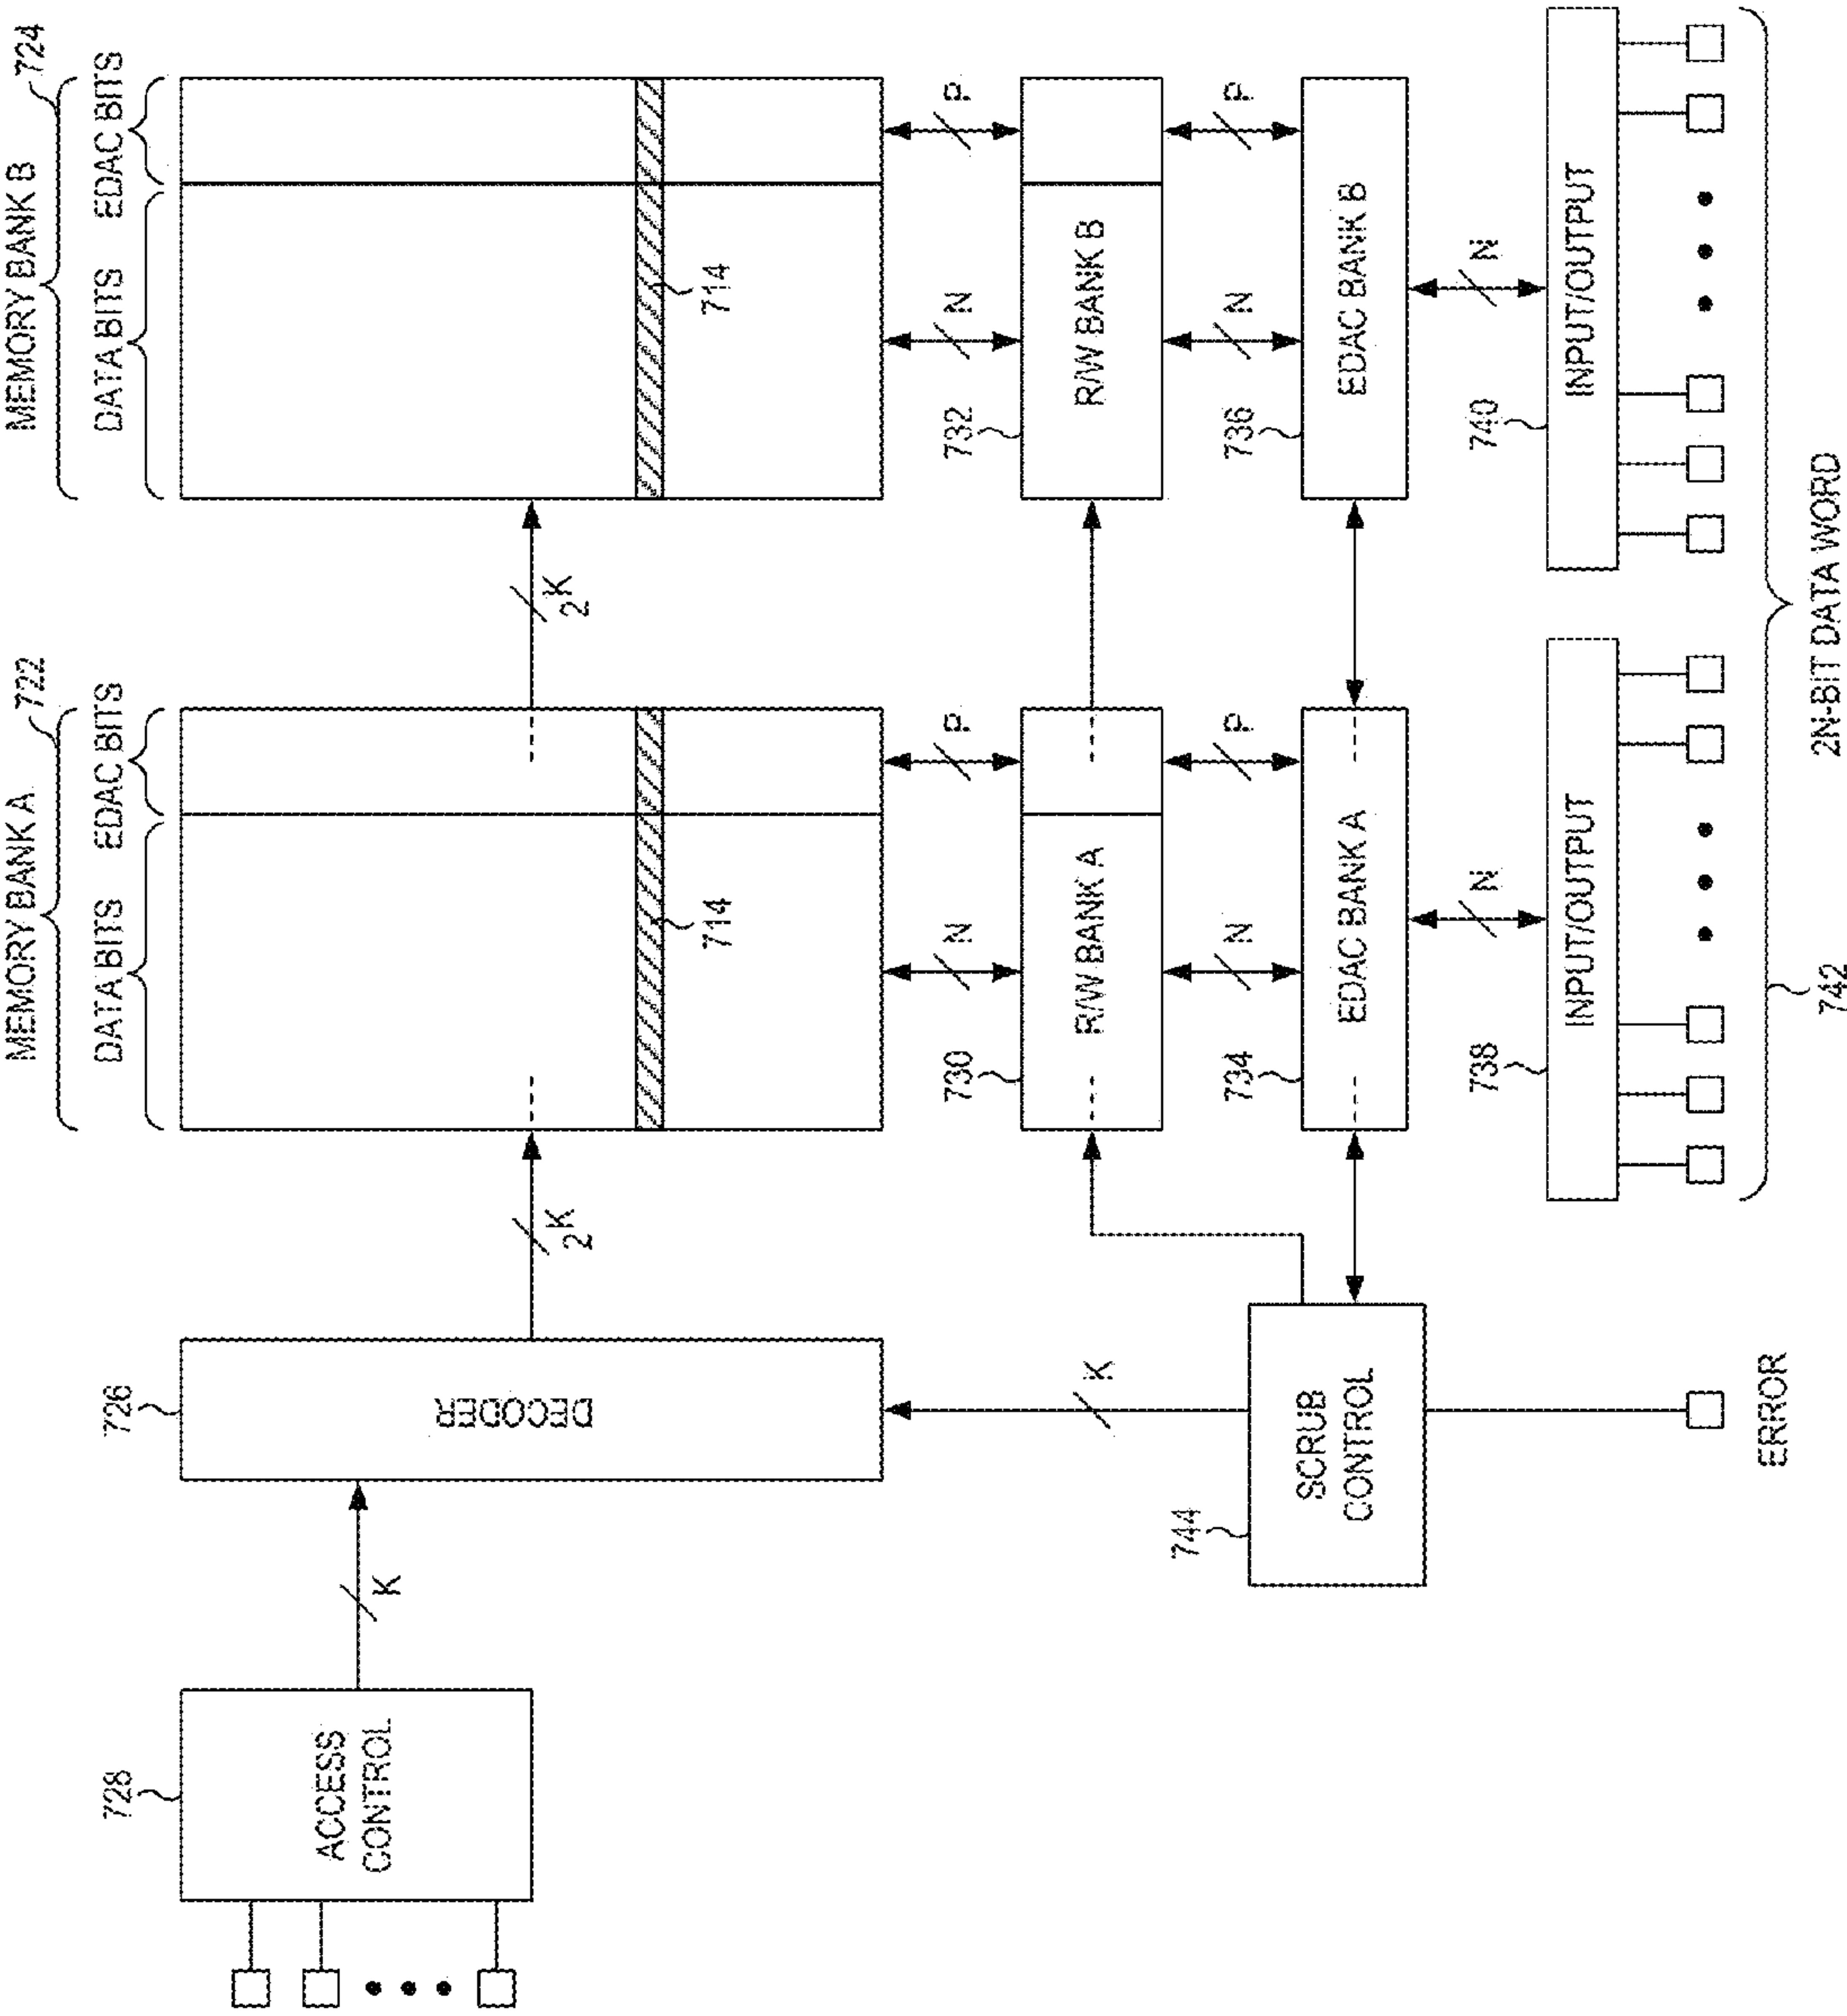 MEMORY BANK A
722
DATA BITS
EDAC BITS
MEMORY BANK B
724
DATA BITS
EDAC BITS
728
ACCESS
CONTROL
K
726
DECODER
2K
2K
714
714
N
P
N
P
730
R/W BANK A
732
R/W BANK B
N
P
N
P
744
SCRUB
CONTROL
K
734
EDAC BANK A
736
EDAC BANK B
N
N
738
INPUT/OUTPUT
740
INPUT/OUTPUT
ERROR
742
2N-BIT DATA WORD